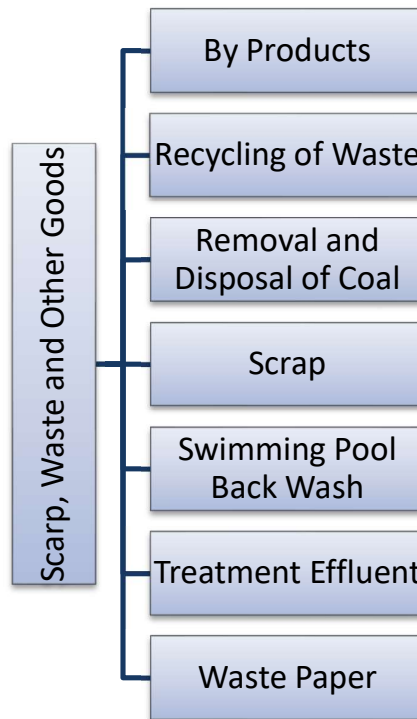 Scarp, Waste and Other Goods
By Products
Recycling of Waste
Removal and
Disposal of Coal
Scrap
Swimming Pool
Back Wash
Treatment Effluent
Waste Paper